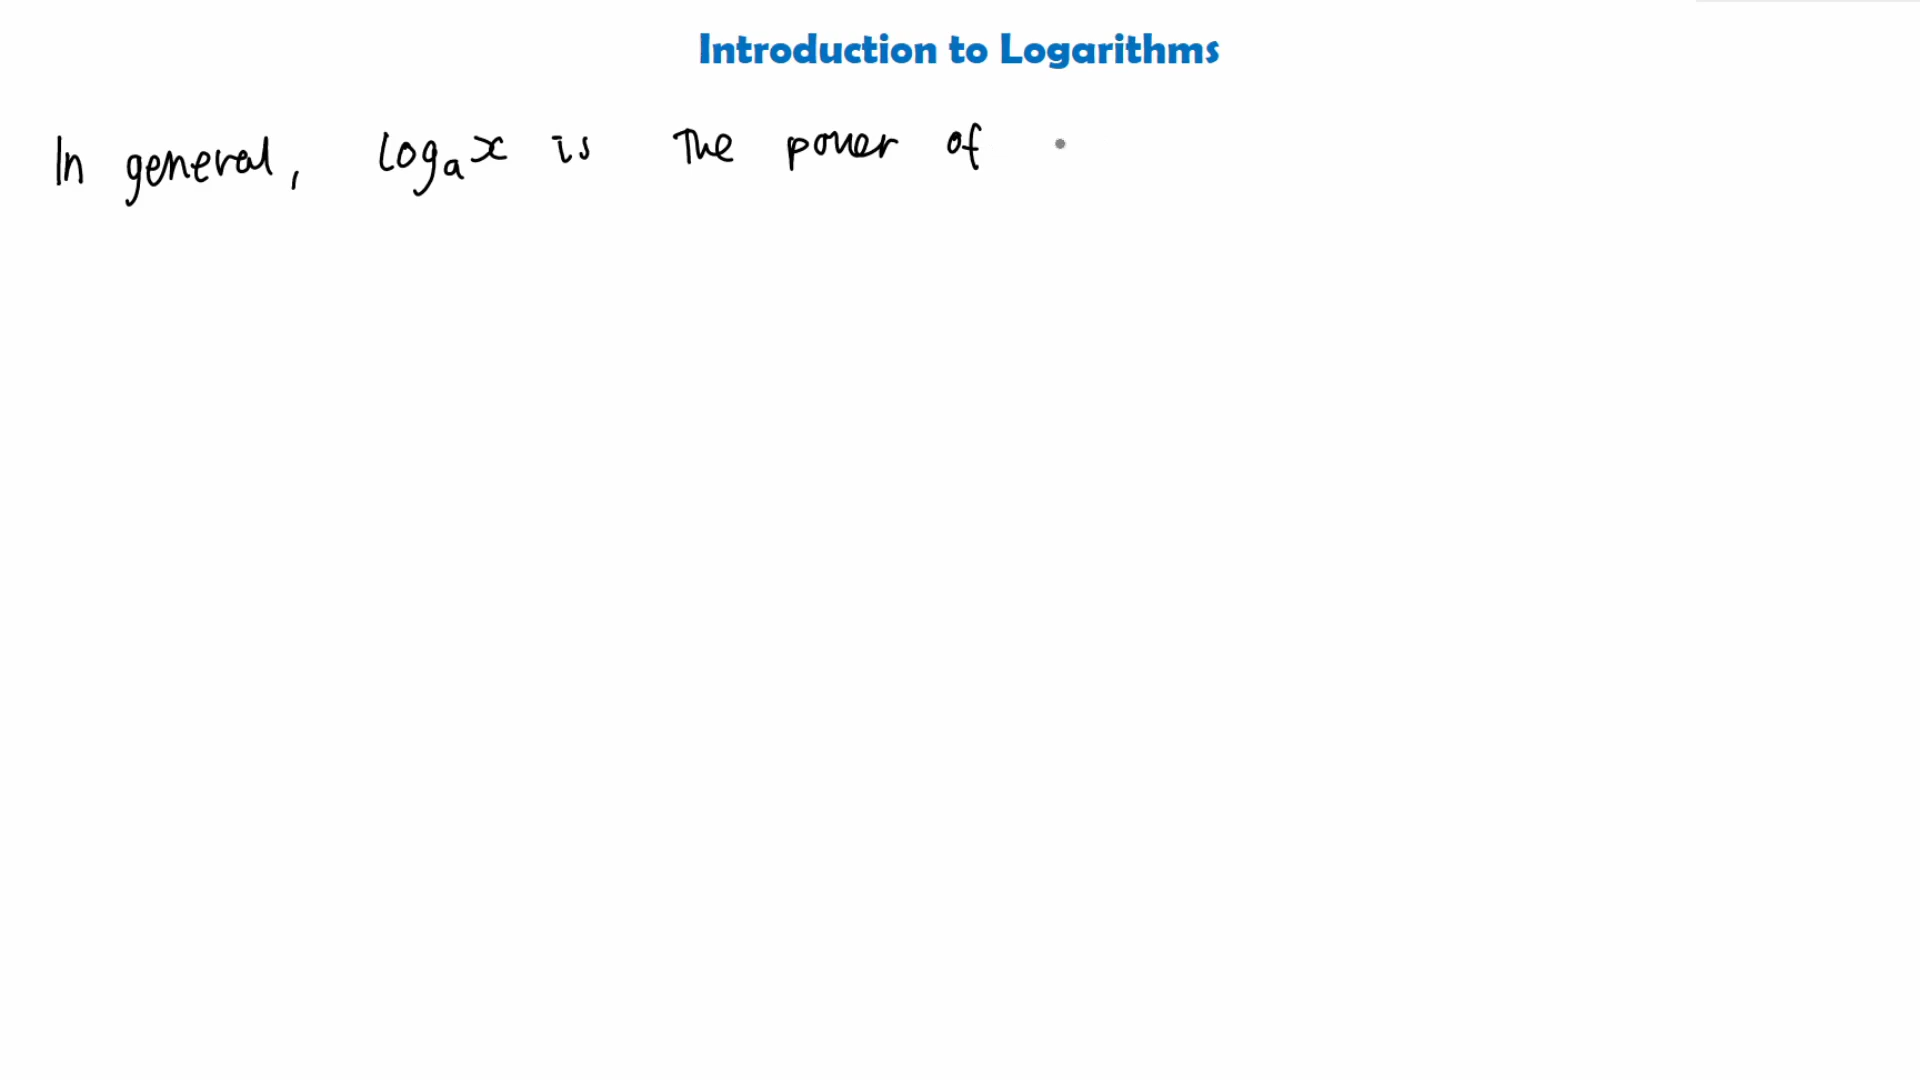 Introduction to Logarithms
In general, logₐx is the power of